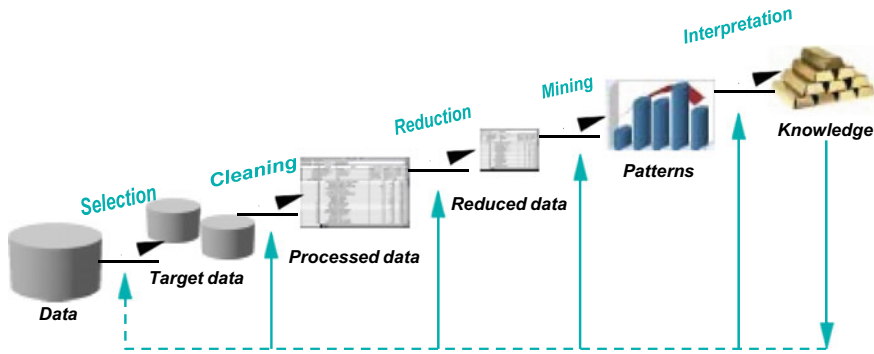 Interpretation
Mining
Reduction
Cleaning
Selection
Knowledge
Patterns
Reduced data
Processed data
Target data
Data